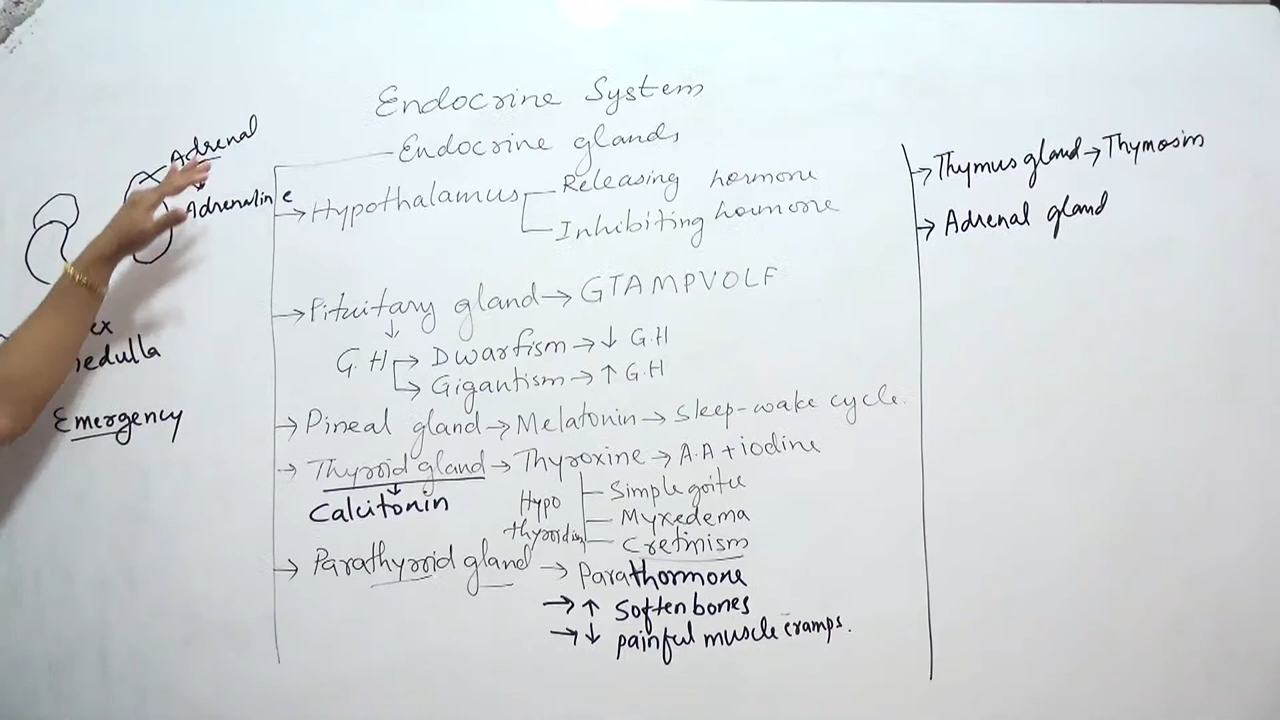 Endocrine System
Endocrine glands
Adrenal
Adrenaline
Emergency
→ Hypothalamus
Releasing hormone
Inhibiting hormone
→ Pituitary gland → GTAMPVOLF
↓
G.H → Dwarfism → ↓ G.H
→ Gigantism → ↑ G.H
→ Pineal gland → Melatonin → Sleep-wake cycle.
→ Thyroid gland → Thyroxine → A.A + iodine
↓
Calcitonin
Hypo
thyroidism
Simple goitre
Myxedema
Cretinism
→ Parathyroid gland → Parathormone
→ ↑ Soften bones
→ ↓ painful muscle cramps.
→ Thymus gland → Thymosin
→ Adrenal gland